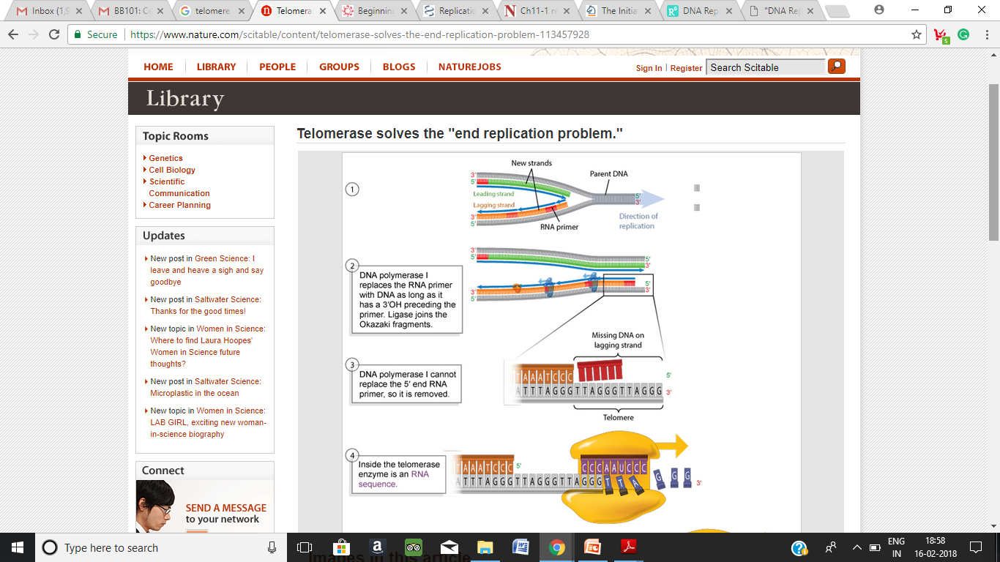 Inbox (1,9
BB101: Ce
telomere
Telomera
Beginning
Replicatio
Ch11-1 re
The Initia
DNA Rep
"DNA Re
Secure
https://www.nature.com/scitable/content/telomerase-solves-the-end-replication-problem-113457928
5
HOME
LIBRARY
PEOPLE
GROUPS
BLOGS
NATUREJOBS
Sign In | Register
Search Scitable
Library
Topic Rooms
Genetics
Cell Biology
Scientific
Communication
Career Planning
Updates
New post in Green Science: I
leave and heave a sigh and say
goodbye
New post in Saltwater Science:
Thanks for the good times!
New topic in Women in Science:
Where to find Laura Hoopes'
Women in Science future
thoughts?
New post in Saltwater Science:
Microplastic in the ocean
New topic in Women in Science:
LAB GIRL, exciting new woman-
in-science biography
Connect
SEND A MESSAGE
to your network
Telomerase solves the "end replication problem."
1
New strands
Parent DNA
3'
5'
Leading strand
Lagging strand
3'
5'
5'
3'
RNA primer
Direction of
replication
2
DNA polymerase I
replaces the RNA primer
with DNA as long as it
has a 3'OH preceding the
primer. Ligase joins the
Okazaki fragments.
3'
5'
5'
3'
3'
5'
5'
3'
Missing DNA on
lagging strand
3
DNA polymerase I cannot
replace the 5' end RNA
primer, so it is removed.
TAAATCCC
5'
ATTTAGGGTTAGGGTTAGGG
3'
Telomere
4
Inside the telomerase
enzyme is an RNA
sequence.
TAAATCCC
5'
CCCAAUCCC
ATTTAGGGTTAGGGTTAGGG
TTA
GGG
3'
Images in this article
Type here to search
ENG
IN
18:58
16-02-2018